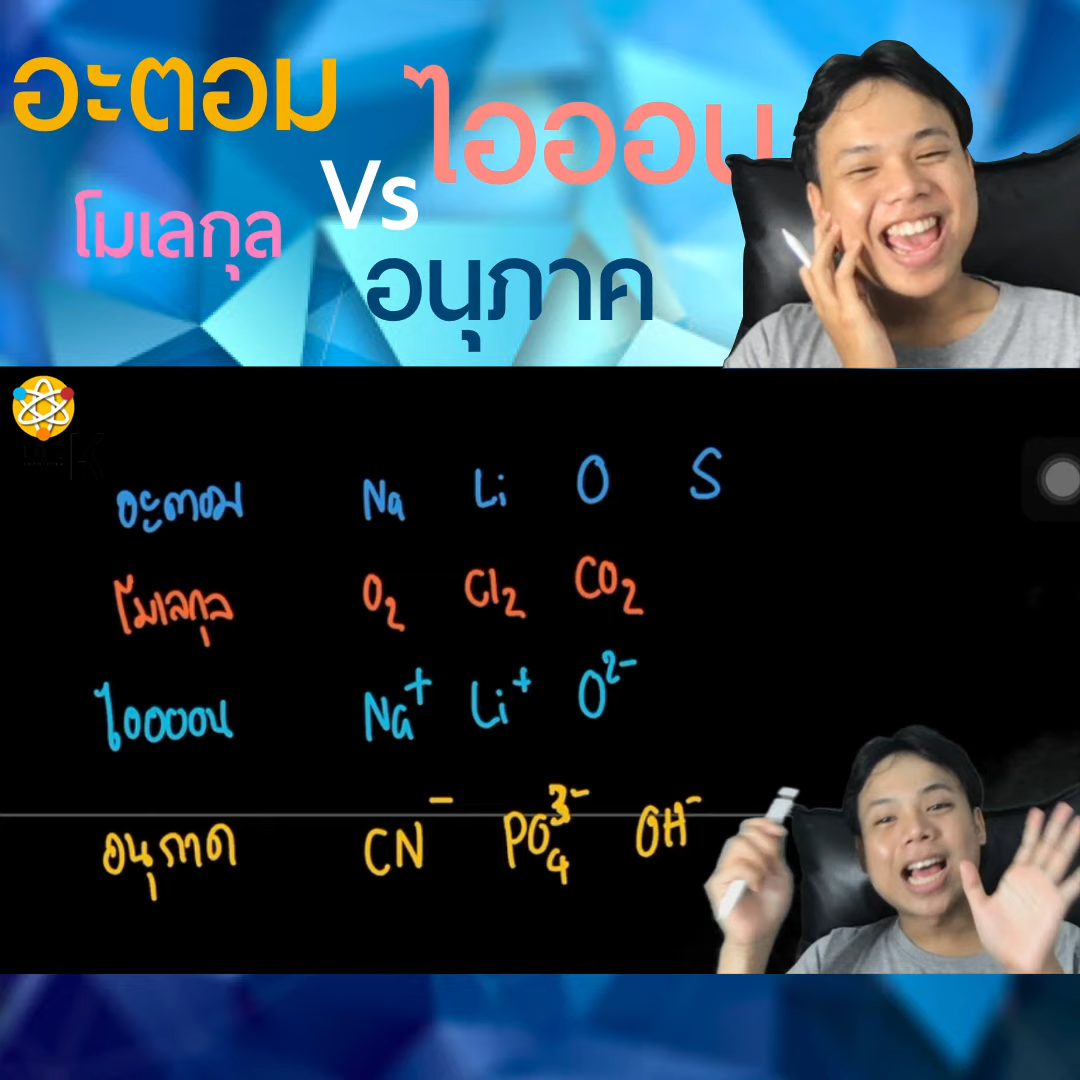 อะตอม
ไอออน
Vs
โมเลกุล
อนุภาค
อะตอม Na Li O S
โมเลกุล O₂ Cl₂ CO₂
ไอออน Na⁺ Li⁺ O²⁻
อนุภาค CN⁻ PO₄³⁻ OH⁻